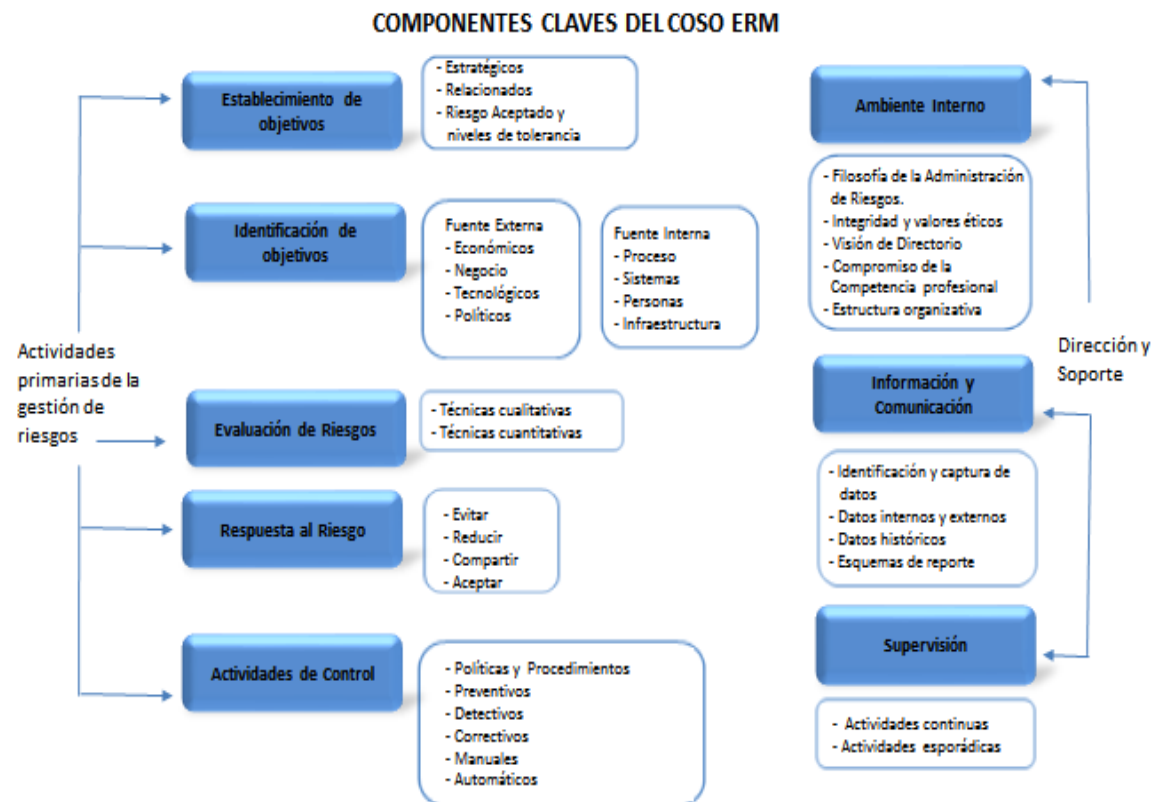 COMPONENTES CLAVES DEL COSO ERM
Actividades
primarias de la
gestión de
riesgos
Establecimiento de
objetivos
- Estratégicos
- Relacionados
- Riesgo Aceptado y
niveles de tolerancia
Identificación de
objetivos
Fuente Externa
- Económicos
- Negocio
- Tecnológicos
- Políticos
Fuente Interna
- Proceso
- Sistemas
- Personas
- Infraestructura
Evaluación de Riesgos
- Técnicas cualitativas
- Técnicas cuantitativas
Respuesta al Riesgo
- Evitar
- Reducir
- Compartir
- Aceptar
Actividades de Control
- Políticas y Procedimientos
- Preventivos
- Detectivos
- Correctivos
- Manuales
- Automáticos
Ambiente Interno
- Filosofía de la Administración
de Riesgos.
- Integridad y valores éticos
- Visión de Directorio
- Compromiso de la
Competencia profesional
- Estructura organizativa
Información y
Comunicación
- Identificación y captura de
datos
- Datos internos y externos
- Datos históricos
- Esquemas de reporte
Supervisión
- Actividades continuas
- Actividades esporádicas
Dirección y
Soporte